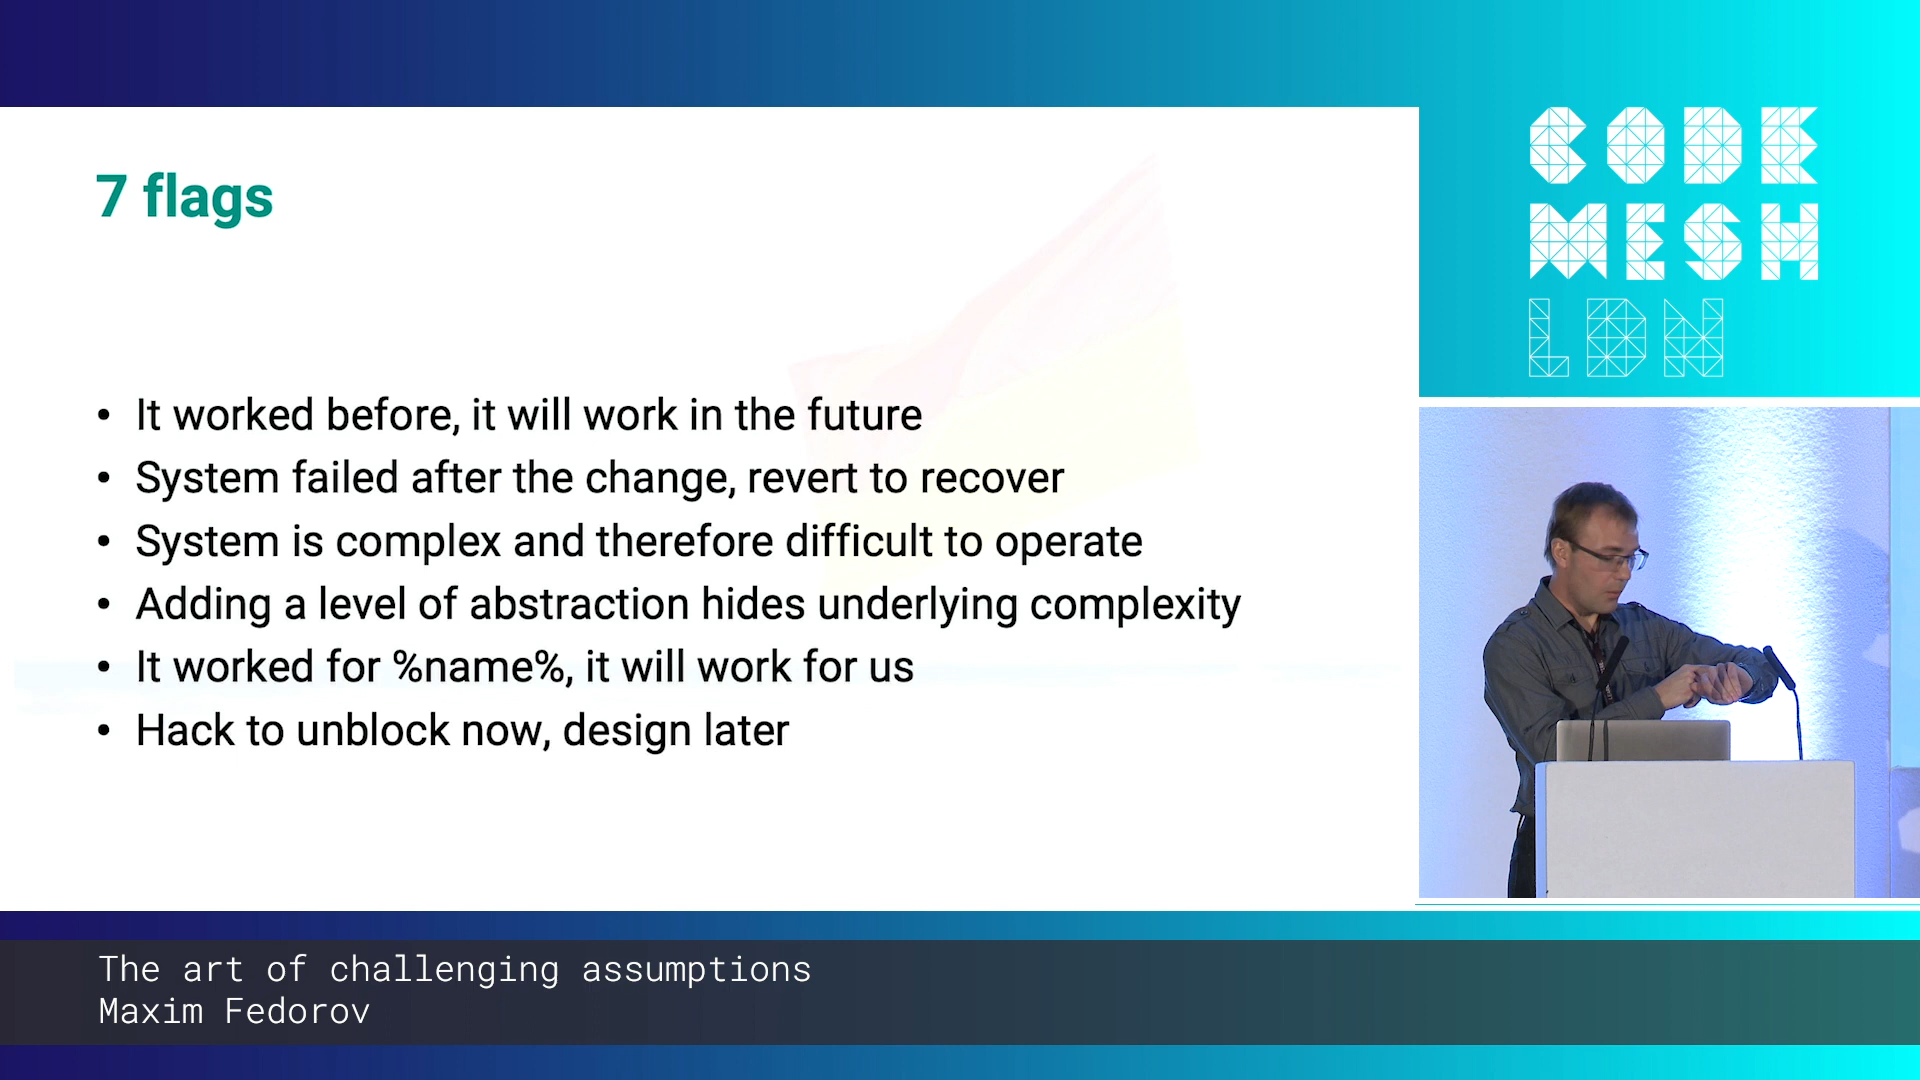 7 flags
• It worked before, it will work in the future
• System failed after the change, revert to recover
• System is complex and therefore difficult to operate
• Adding a level of abstraction hides underlying complexity
• It worked for %name%, it will work for us
• Hack to unblock now, design later
CODE
MESH
LDN
The art of challenging assumptions
Maxim Fedorov